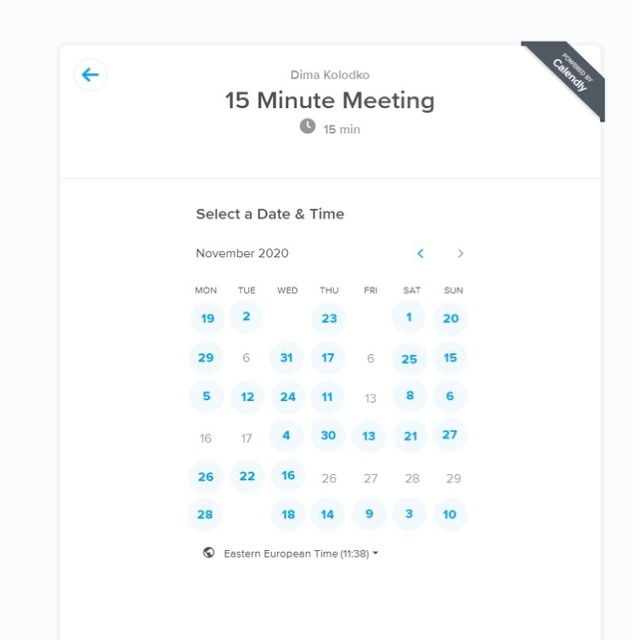 POWERED BY
Calendly
Dima Kolodko
15 Minute Meeting
15 min
Select a Date & Time
November 2020
MON TUE WED THU FRI SAT SUN
19 2 23 1 20
29 6 31 17 6 25 15
5 12 24 11 13 8 6
16 17 4 30 13 21 27
26 22 16 26 27 28 29
28 18 14 9 3 10
Eastern European Time (11:38)